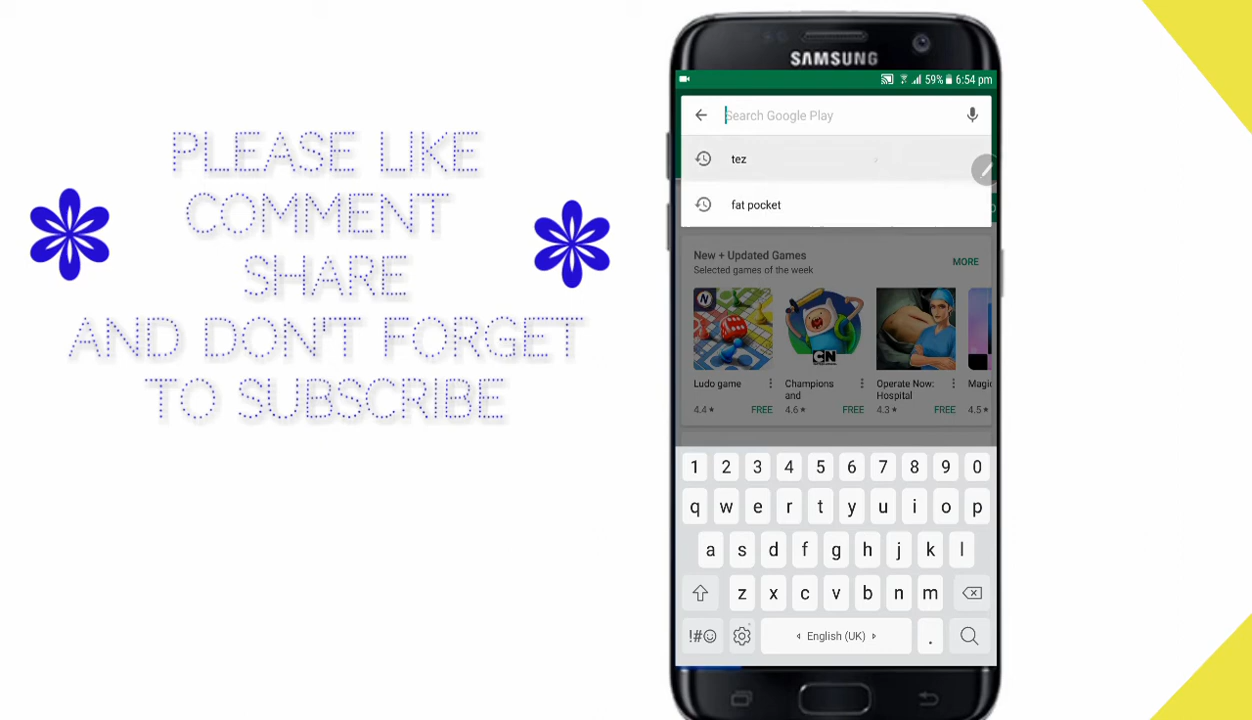 PLEASE LIKE
COMMENT
SHARE
AND DON'T FORGET
TO SUBSCRIBE
SAMSUNG
59% 6:54 pm
Search Google Play
tez
fat pocket
New + Updated Games
Selected games of the week
MORE
N
CN
Ludo game
Champions and
Operate Now: Hospital
Magic
4.4★ FREE
4.6★ FREE
4.3★ FREE
4.5★
1 2 3 4 5 6 7 8 9 0
q w e r t y u i o p
a s d f g h j k l
z x c v b n m
!#☺ English (UK) .